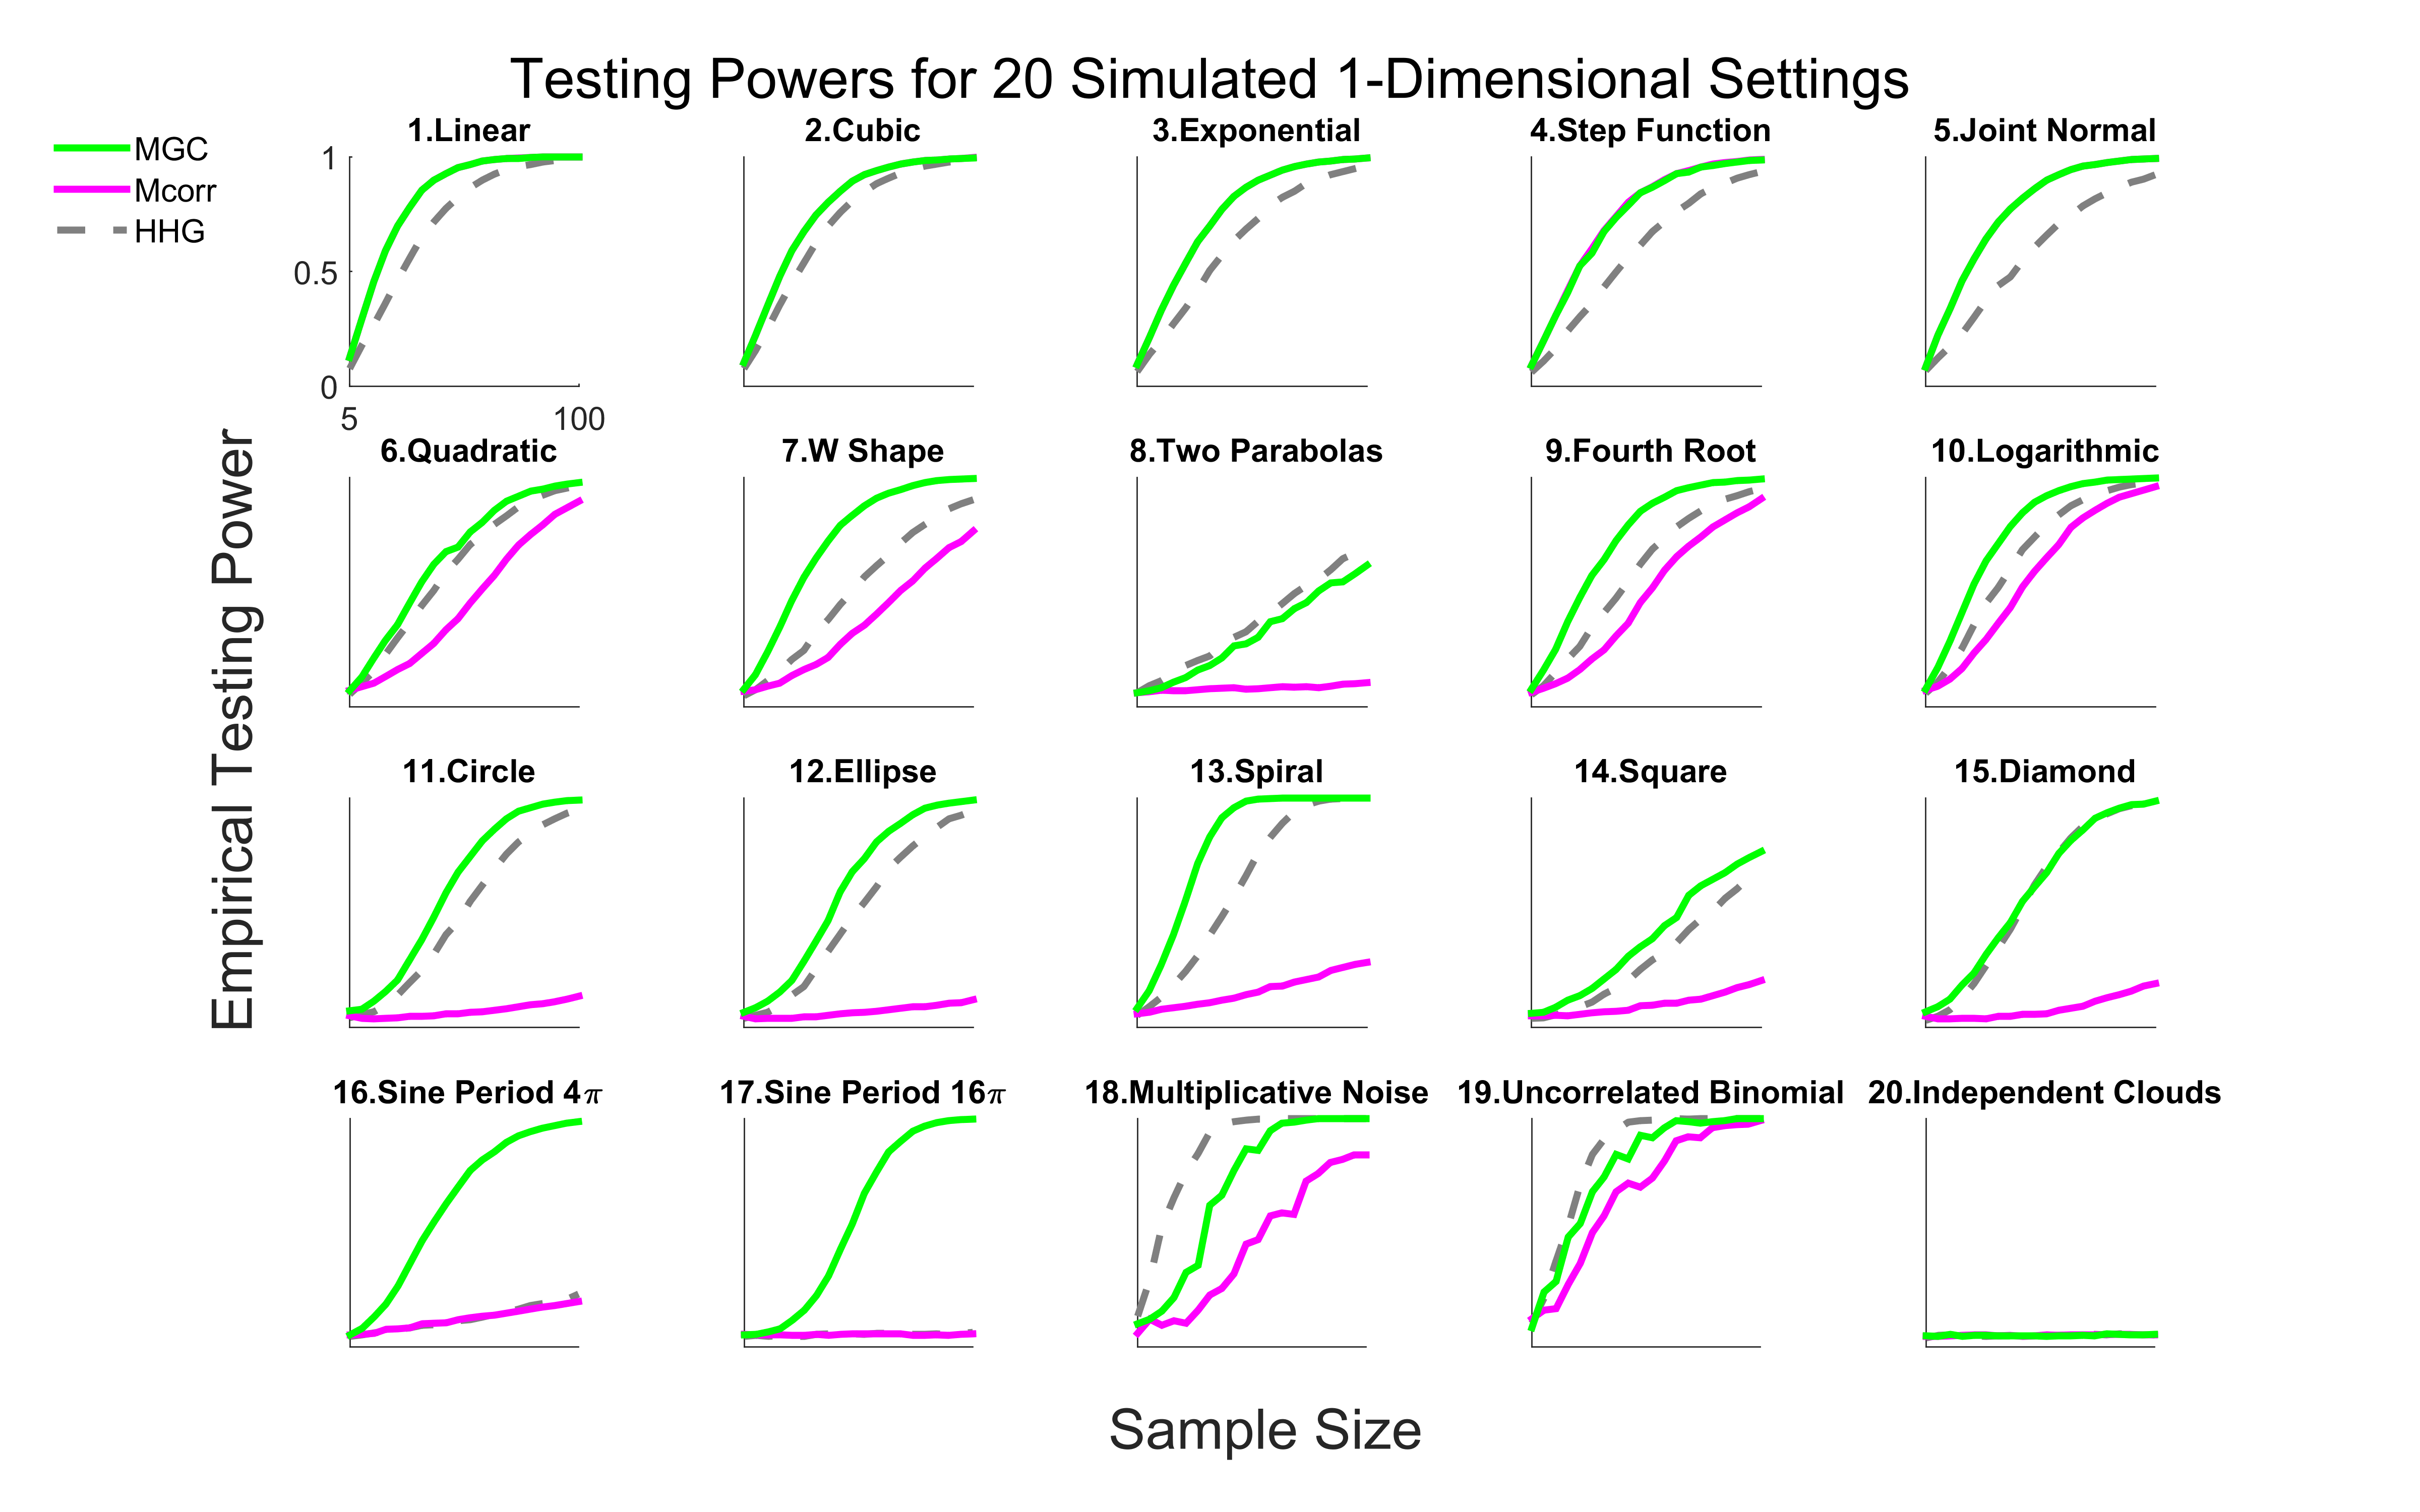 Testing Powers for 20 Simulated 1-Dimensional Settings
MGC
Mcorr
HHG
1.Linear
2.Cubic
3.Exponential
4.Step Function
5.Joint Normal
1
0.5
0
5
100
6.Quadratic
7.W Shape
8.Two Parabolas
9.Fourth Root
10.Logarithmic
Empirical Testing Power
11.Circle
12.Ellipse
13.Spiral
14.Square
15.Diamond
16.Sine Period 4π
17.Sine Period 16π
18.Multiplicative Noise
19.Uncorrelated Binomial
20.Independent Clouds
Sample Size